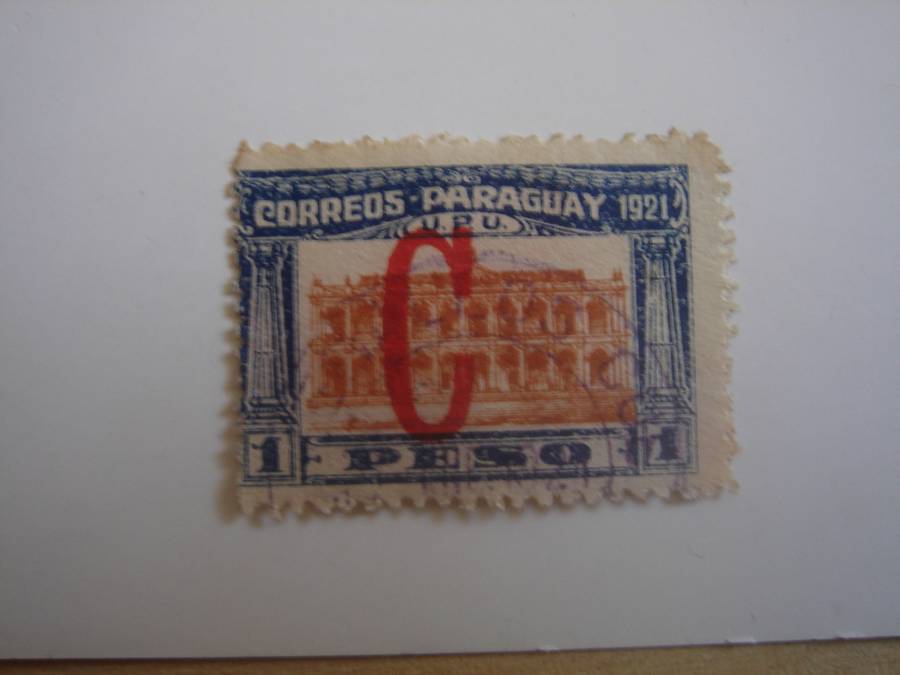 CORREOS - PARAGUAY 1921
U.P.U.
C
1 PESO 1